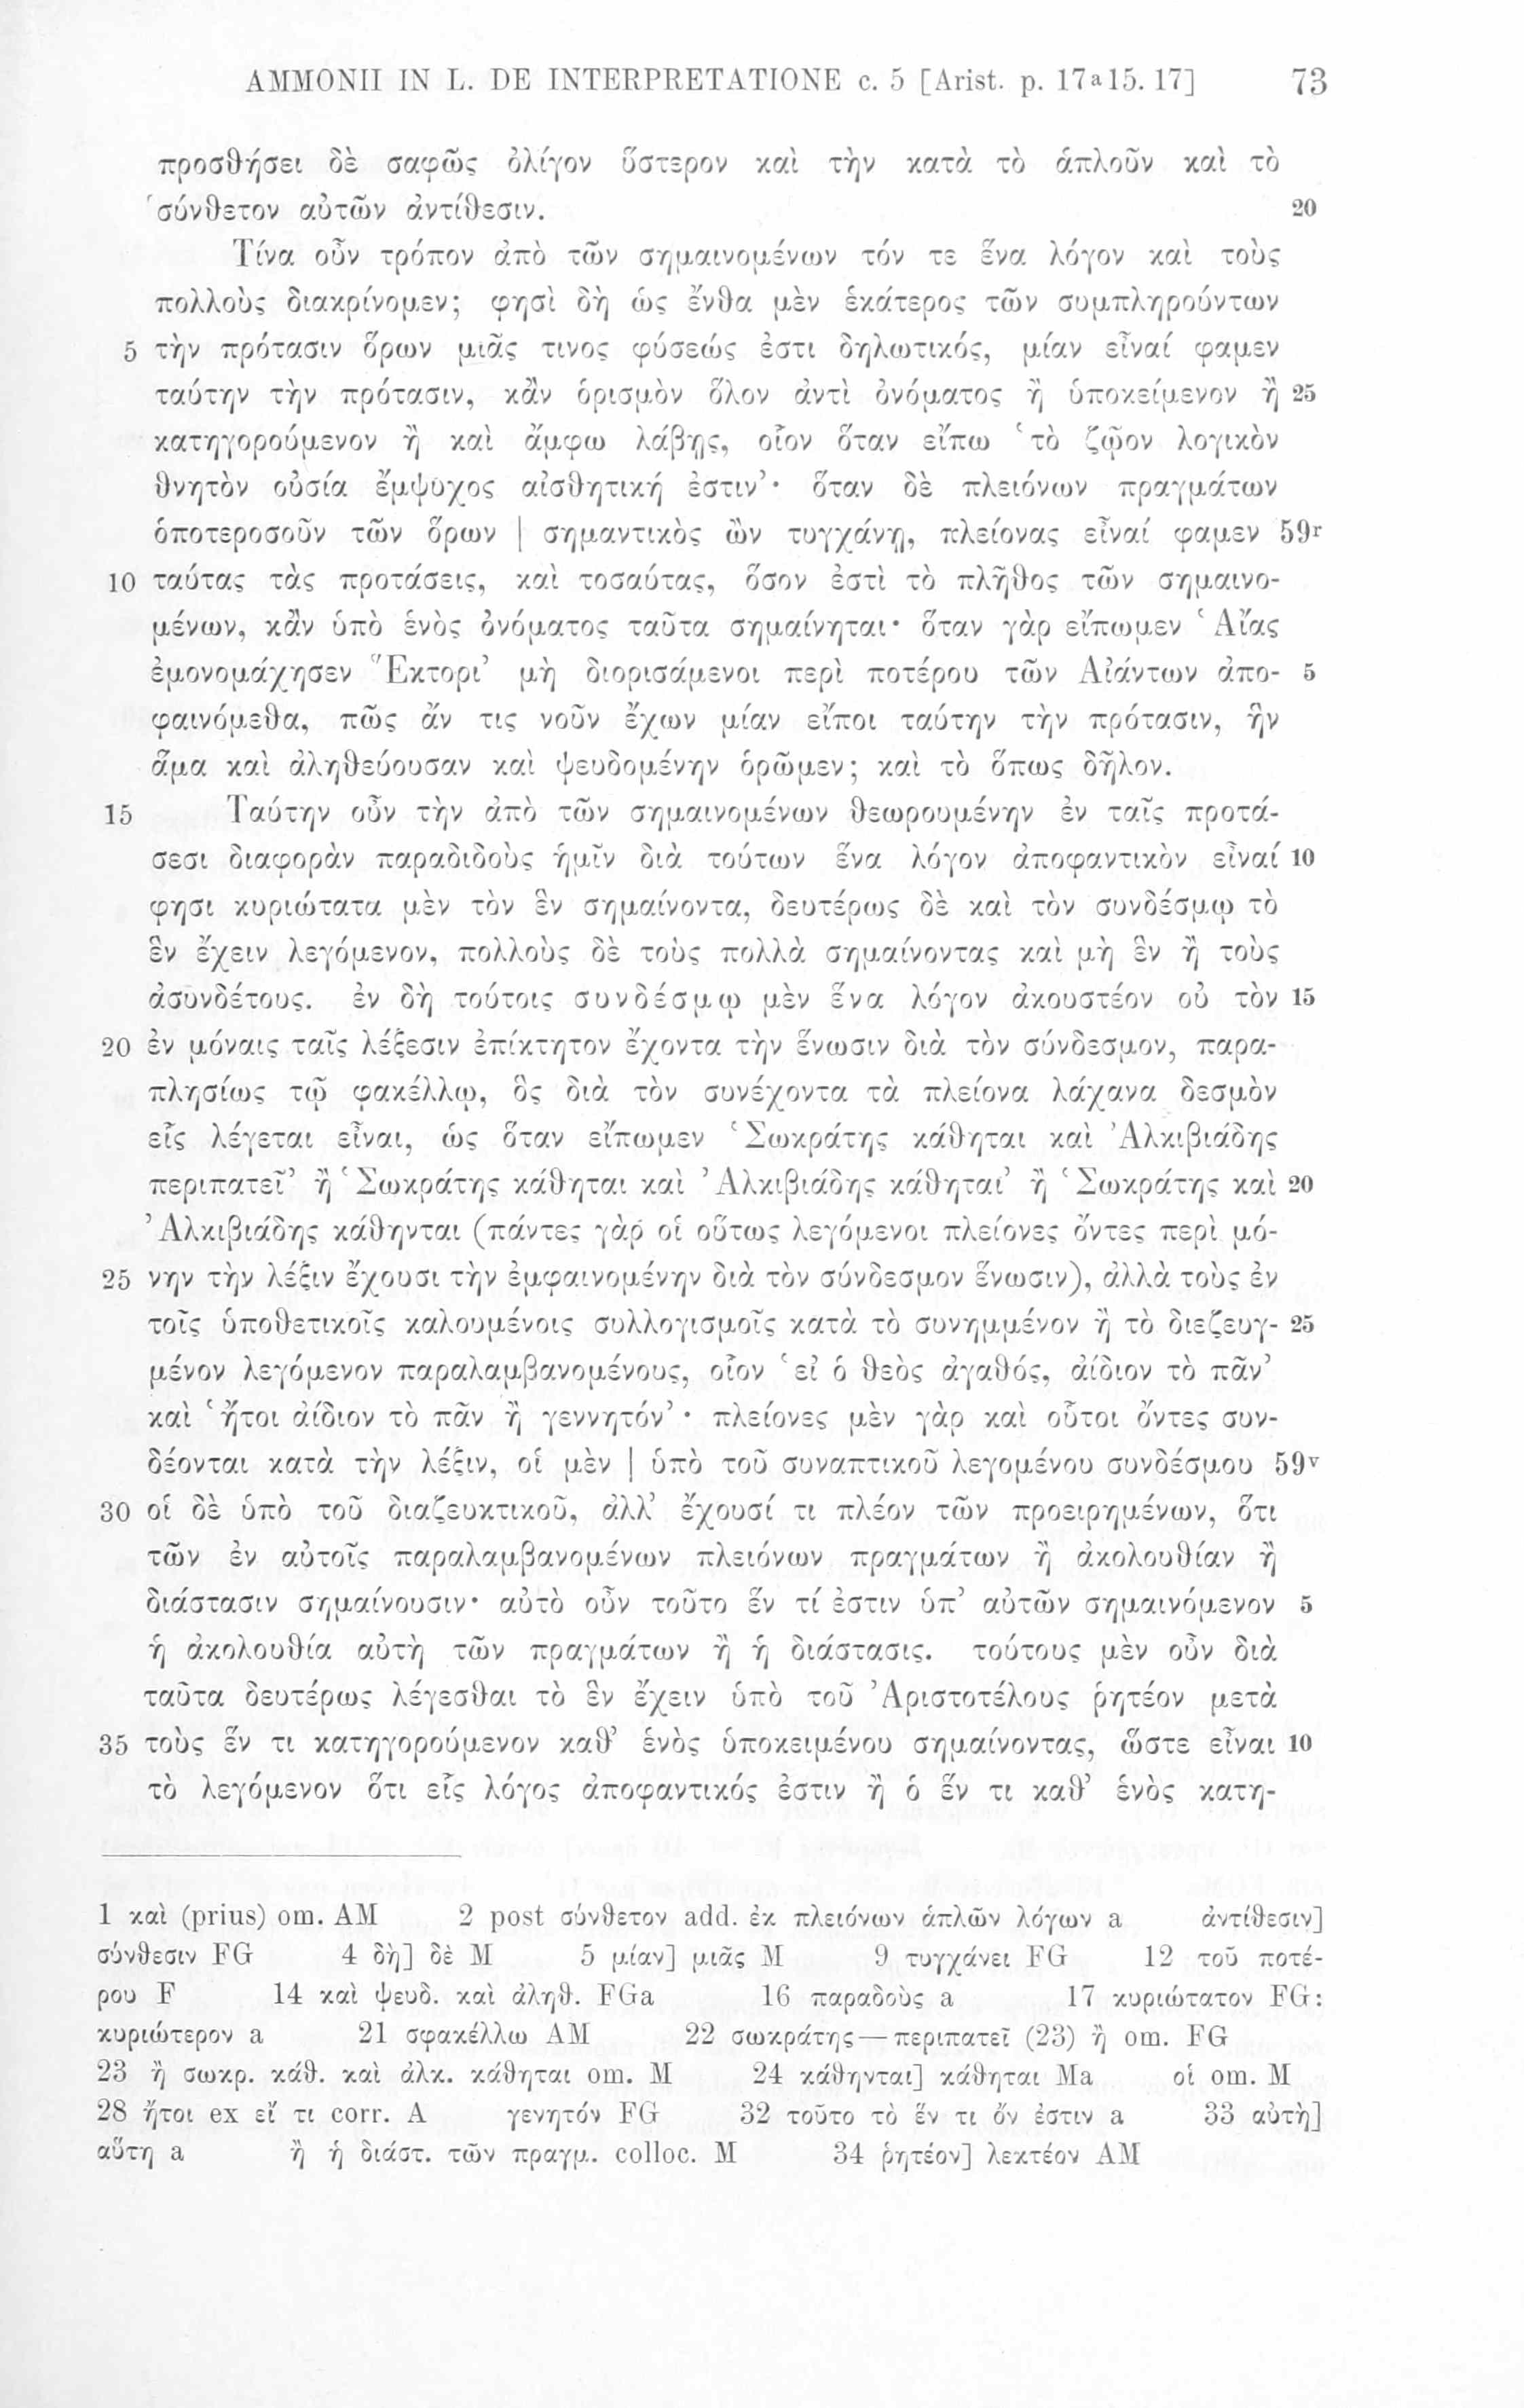 AMMONII IN L. DE INTERPRETATIONE c. 5 [Arist. p. 17a15. 17] 73
προσθήσει δὲ σαφῶς ὀλίγον ὕστερον καὶ τὴν κατὰ τὸ ἁπλοῦν καὶ τὸ
σύνθετον αὐτῶν ἀντίθεσιν. 20
Τίνα οὖν τρόπον ἀπὸ τῶν σημαινομένων τόν τε ἕνα λόγον καὶ τοὺς
πολλοὺς διακρίνομεν; φησὶ δὴ ὡς ἔνθα μὲν ἑκάτερος τῶν συμπληρούντων
5 τὴν πρότασιν ὅρων μιᾶς τινος φύσεώς ἐστι δηλωτικός, μίαν εἶναί φαμεν
ταύτην τὴν πρότασιν, κἂν ὁρισμὸν ὅλον ἀντὶ ὀνόματος ἢ ὑποκείμενον ἢ 25
κατηγορούμενον ἢ καὶ ἄμφω λάβῃς, οἷον ὅταν εἴπω ‘τὸ ζῷον λογικὸν
θνητὸν οὐσία ἔμψυχος αἰσθητική ἐστιν’· ὅταν δὲ πλειόνων πραγμάτων
ὁποτεροσοῦν τῶν ὅρων | σημαντικὸς ὢν τυγχάνῃ, πλείονας εἶναί φαμεν 59r
10 ταύτας τὰς προτάσεις, καὶ τοσαύτας, ὅσον ἐστὶ τὸ πλῆθος τῶν σημαινο-
μένων, κἂν ὑπὸ ἑνὸς ὀνόματος ταῦτα σημαίνηται· ὅταν γὰρ εἴπωμεν ‘Αἴας
ἐμονομάχησεν Ἕκτορι’ μὴ διορισάμενοι περὶ ποτέρου τῶν Αἰάντων ἀπο- 5
φαινόμεθα, πῶς ἄν τις νοῦν ἔχων μίαν εἴποι ταύτην τὴν πρότασιν, ἣν
ἅμα καὶ ἀληθεύουσαν καὶ ψευδομένην ὁρῶμεν; καὶ τὸ ὅπως δῆλον.
15 Ταύτην οὖν τὴν ἀπὸ τῶν σημαινομένων θεωρουμένην ἐν ταῖς προτά-
σεσι διαφορὰν παραδιδοὺς ἡμῖν διὰ τούτων ἕνα λόγον ἀποφαντικὸν εἶναί 10
φησι κυριώτατα μὲν τὸν ἓν σημαίνοντα, δευτέρως δὲ καὶ τὸν συνδέσμῳ τὸ
ἓν ἔχειν λεγόμενον, πολλοὺς δὲ τοὺς πολλὰ σημαίνοντας καὶ μὴ ἓν ἢ τοὺς
ἀσυνδέτους. ἐν δὴ τούτοις συνδέσμῳ μὲν ἕνα λόγον ἀκουστέον οὐ τὸν 15
20 ἐν μόναις ταῖς λέξεσιν ἐπίκτητον ἔχοντα τὴν ἕνωσιν διὰ τὸν σύνδεσμον, παρα-
πλησίως τῷ φακέλλῳ, ὃς διὰ τὸν συνέχοντα τὰ πλείονα λάχανα δεσμὸν
εἷς λέγεται εἶναι, ὡς ὅταν εἴπωμεν ‘Σωκράτης κάθηται καὶ Ἀλκιβιάδης
περιπατεῖ’ ἢ ‘Σωκράτης κάθηται καὶ Ἀλκιβιάδης κάθηται’ ἢ ‘Σωκράτης καὶ 20
Ἀλκιβιάδης κάθηνται (πάντες γὰρ οἱ οὕτως λεγόμενοι πλείονες ὄντες περὶ μό-
25 νην τὴν λέξιν ἔχουσι τὴν ἐμφαινομένην διὰ τὸν σύνδεσμον ἕνωσιν), ἀλλὰ τοὺς ἐν
τοῖς ὑποθετικοῖς καλουμένοις συλλογισμοῖς κατὰ τὸ συνημμένον ἢ τὸ διεζευγ- 25
μένον λεγόμενον παραλαμβανομένους, οἷον ‘εἰ ὁ θεὸς ἀγαθός, ἀίδιον τὸ πᾶν’
καὶ ‘ἤτοι ἀίδιον τὸ πᾶν ἢ γεννητόν’· πλείονες μὲν γὰρ καὶ οὗτοι ὄντες συν-
δέονται κατὰ τὴν λέξιν, οἱ μὲν | ὑπὸ τοῦ συναπτικοῦ λεγομένου συνδέσμου 59v
30 οἱ δὲ ὑπὸ τοῦ διαζευκτικοῦ, ἀλλ’ ἔχουσί τι πλέον τῶν προειρημένων, ὅτι
τῶν ἐν αὐτοῖς παραλαμβανομένων πλειόνων πραγμάτων ἢ ἀκολουθίαν ἢ
διάστασιν σημαίνουσιν· αὐτὸ οὖν τοῦτο ἕν τί ἐστιν ὑπ’ αὐτῶν σημαινόμενον 5
ἡ ἀκολουθία αὐτὴ τῶν πραγμάτων ἢ ἡ διάστασις. τούτους μὲν οὖν διὰ
ταῦτα δευτέρως λέγεσθαι τὸ ἓν ἔχειν ὑπὸ τοῦ Ἀριστοτέλους ῥητέον μετὰ
35 τοὺς ἕν τι κατηγορούμενον καθ’ ἑνὸς ὑποκειμένου σημαίνοντας, ὥστε εἶναι 10
τὸ λεγόμενον ὅτι εἷς λόγος ἀποφαντικός ἐστιν ἢ ὁ ἕν τι καθ’ ἑνὸς κατη-
1 καὶ (prius) om. AM 2 post σύνθετον add. ἐκ πλειόνων ἁπλῶν λόγων a ἀντίθεσιν]
σύνθεσιν FG 4 δὴ] δὲ M 5 μίαν] μιᾶς M 9 τυγχάνει FG 12 τοῦ ποτέ-
ρου F 14 καὶ ψευδ. καὶ ἀληθ. FGa 16 παραδοὺς a 17 κυριώτατον FG:
κυριώτερον a 21 σφακέλλω AM 22 σωκράτης — περιπατεῖ (23) ἢ om. FG
23 ἢ σωκρ. κάθ. καὶ ἀλκ. κάθηται om. M 24 κάθηνται] κάθηται Ma οἱ om. M
28 ἤτοι ex εἴ τι corr. A γενητόν FG 32 τοῦτο τὸ ἕν τι ὄν ἐστιν a 33 αὐτὴ]
αὕτη a ἢ ἡ διάστ. τῶν πραγμ. colloc. M 34 ῥητέον] λεκτέον AM